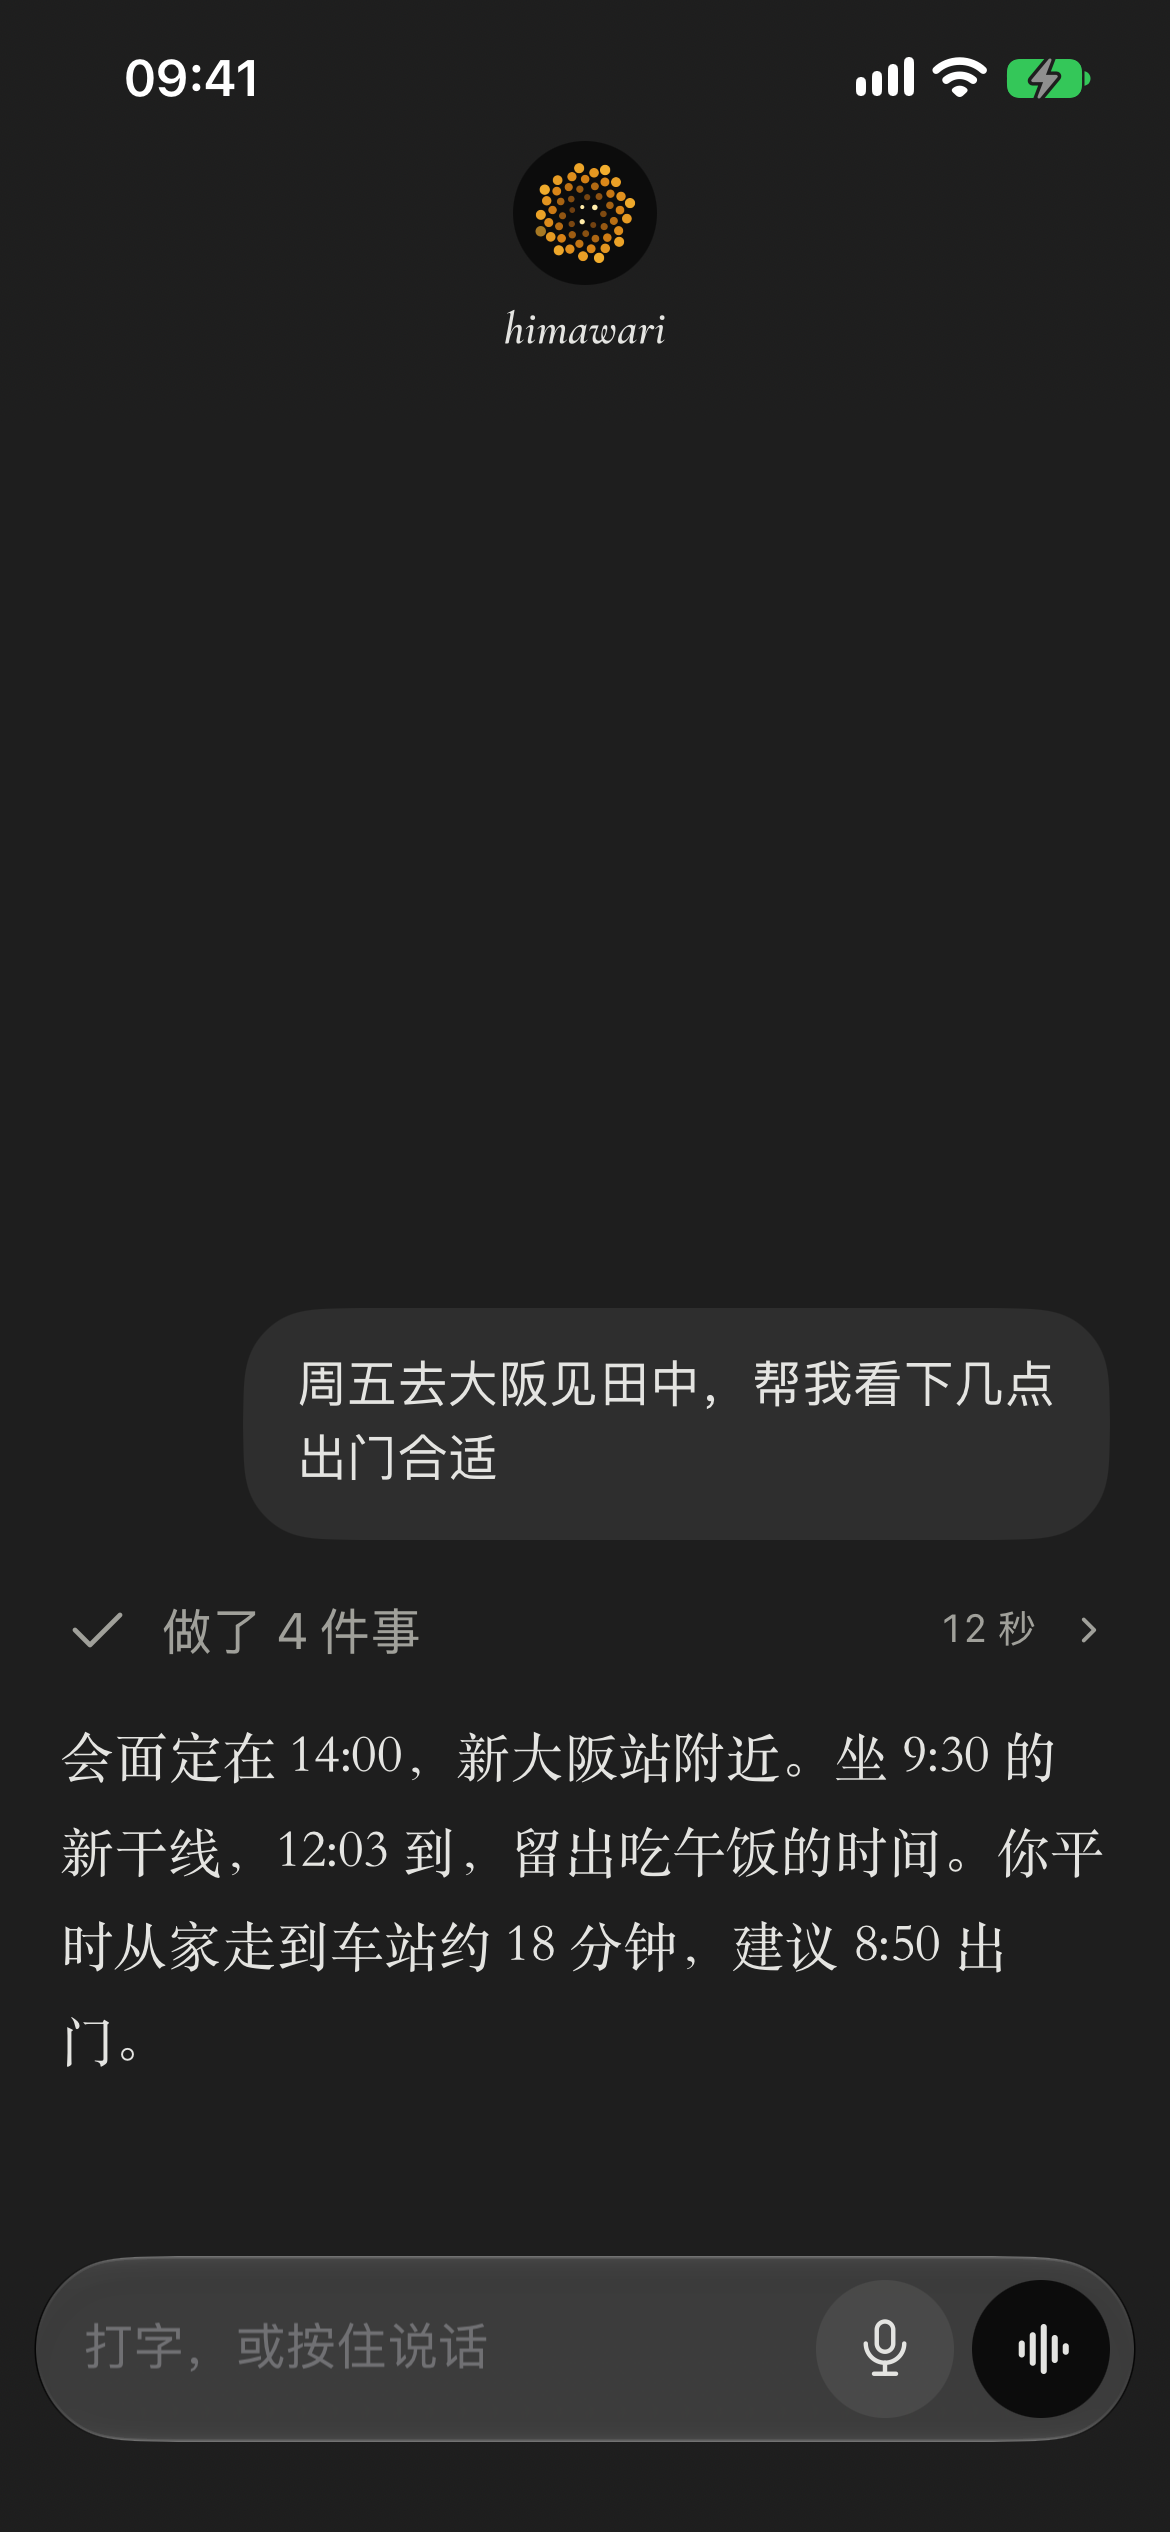 09:41
himawari
周五去大阪见田中，帮我看下几点
出门合适
做了 4 件事
12 秒
会面定在 14:00，新大阪站附近。坐 9:30 的
新干线，12:03 到，留出吃午饭的时间。你平
时从家走到车站约 18 分钟，建议 8:50 出
门。
打字，或按住说话